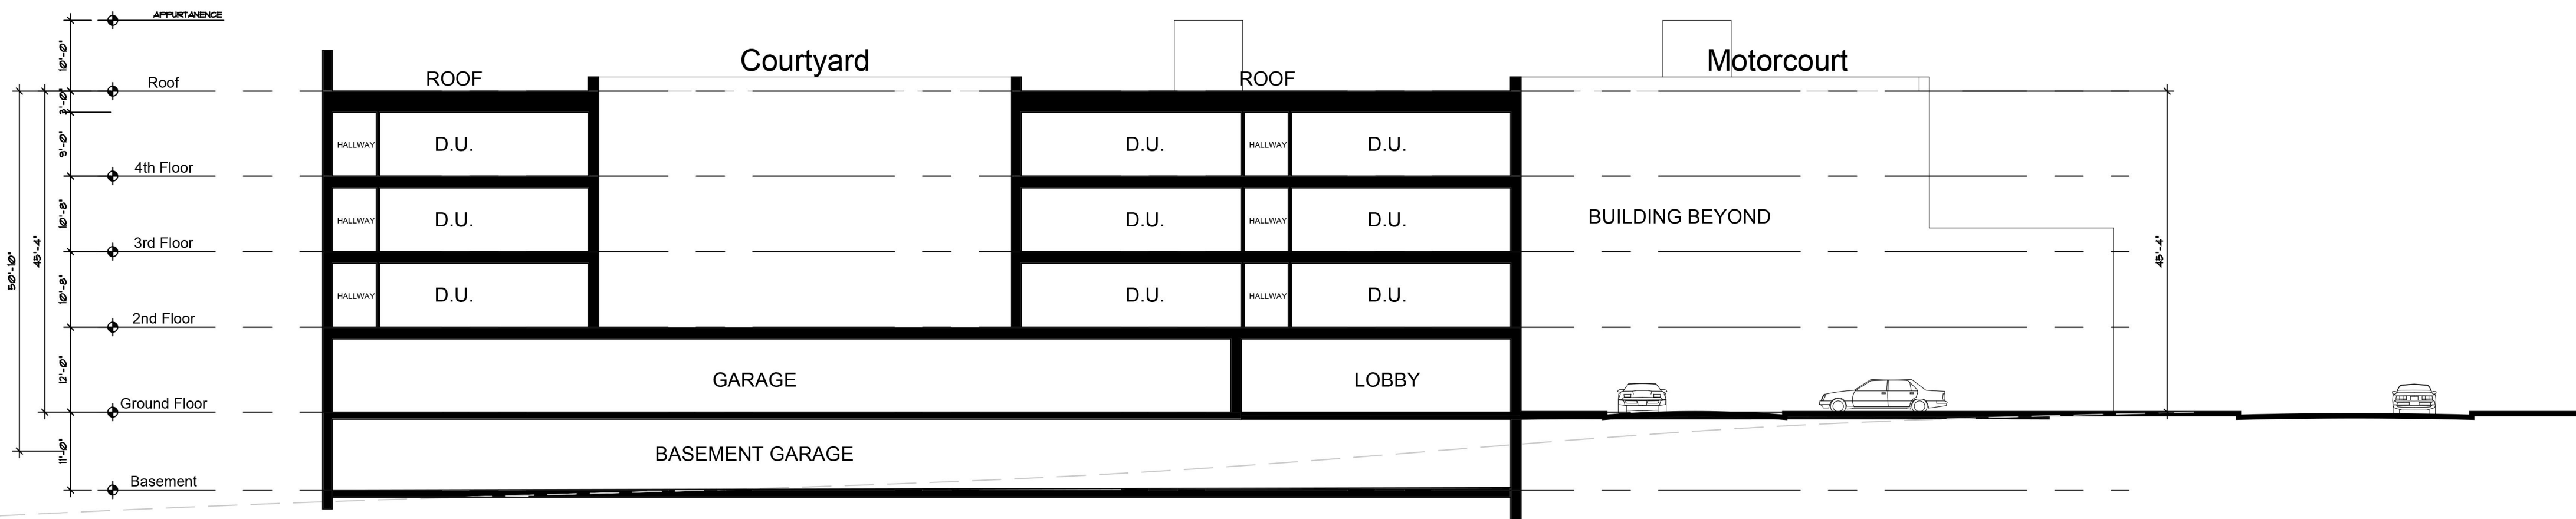 APPURTANENCE
Courtyard
Motorcourt
Roof
ROOF
ROOF
10'-0"
3'-0"
HALLWAY
D.U.
D.U.
HALLWAY
D.U.
9'-0"
4th Floor
HALLWAY
D.U.
D.U.
HALLWAY
D.U.
BUILDING BEYOND
10'-8"
3rd Floor
50'-10"
45'-4"
45'-4"
HALLWAY
D.U.
D.U.
HALLWAY
D.U.
10'-8"
2nd Floor
GARAGE
LOBBY
12'-0"
Ground Floor
BASEMENT GARAGE
11'-0"
Basement